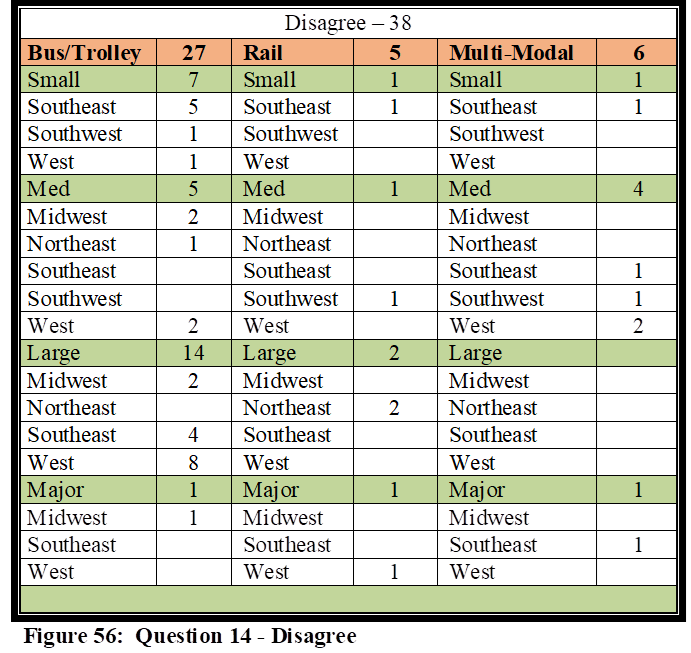 Disagree – 38
Bus/Trolley 27 Rail 5 Multi-Modal 6
Small 7 Small 1 Small 1
Southeast 5 Southeast 1 Southeast 1
Southwest 1 Southwest Southwest
West 1 West West
Med 5 Med 1 Med 4
Midwest 2 Midwest Midwest
Northeast 1 Northeast Northeast
Southeast Southeast Southeast 1
Southwest Southwest 1 Southwest 1
West 2 West West 2
Large 14 Large 2 Large
Midwest 2 Midwest Midwest
Northeast Northeast 2 Northeast
Southeast 4 Southeast Southeast
West 8 West West
Major 1 Major 1 Major 1
Midwest 1 Midwest Midwest
Southeast Southeast Southeast 1
West West 1 West
Figure 56:  Question 14 - Disagree